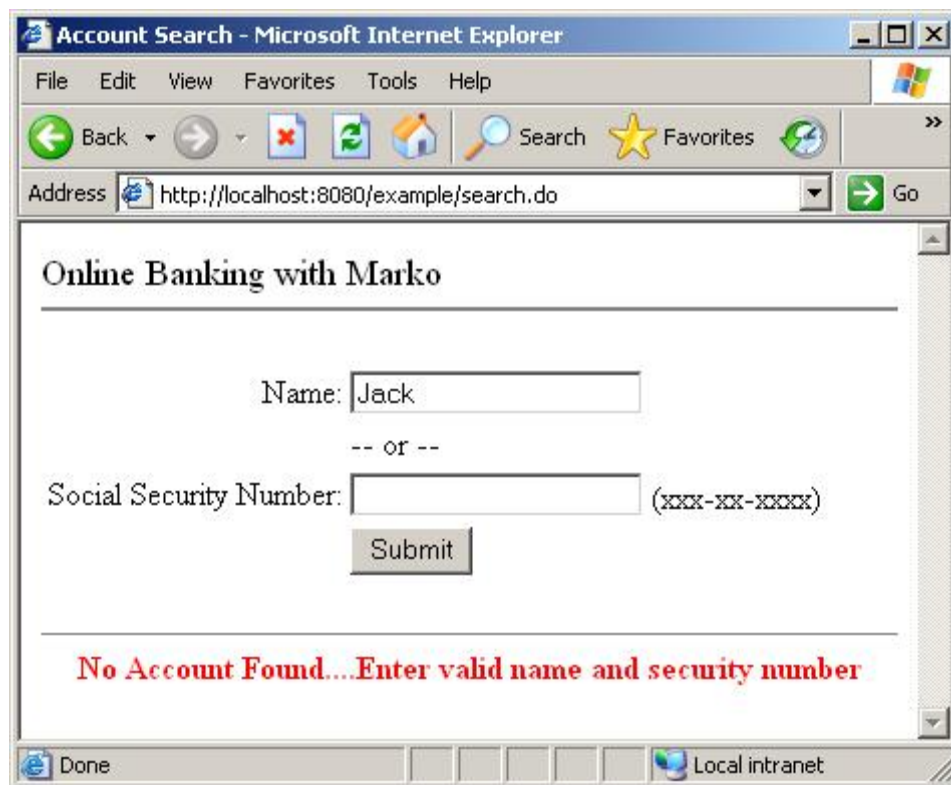 Account Search - Microsoft Internet Explorer
File Edit View Favorites Tools Help
Back Search Favorites »
Address http://localhost:8080/example/search.do Go
Online Banking with Marko
Name: Jack
-- or --
Social Security Number: (xxx-xx-xxxx)
Submit
No Account Found....Enter valid name and security number
Done Local intranet